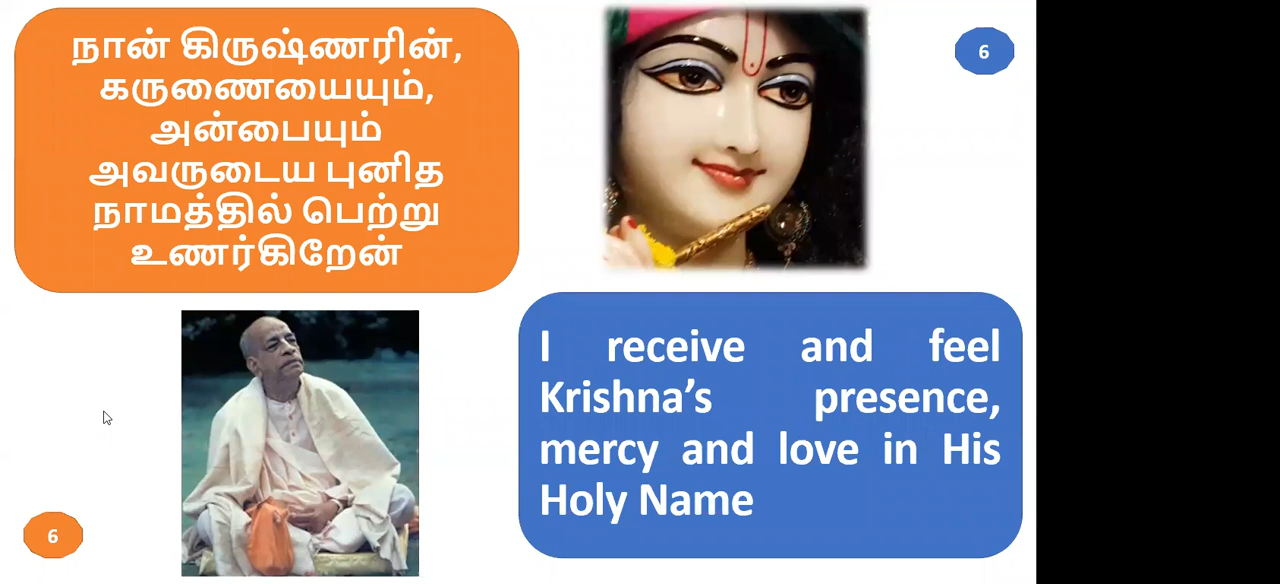 நான் கிருஷ்ணரின்,
கருணையையும்,
அன்பையும்
அவருடைய புனித
நாமத்தில் பெற்று
உணர்கிறேன்
6
I receive and feel
Krishna’s presence,
mercy and love in His
Holy Name
6